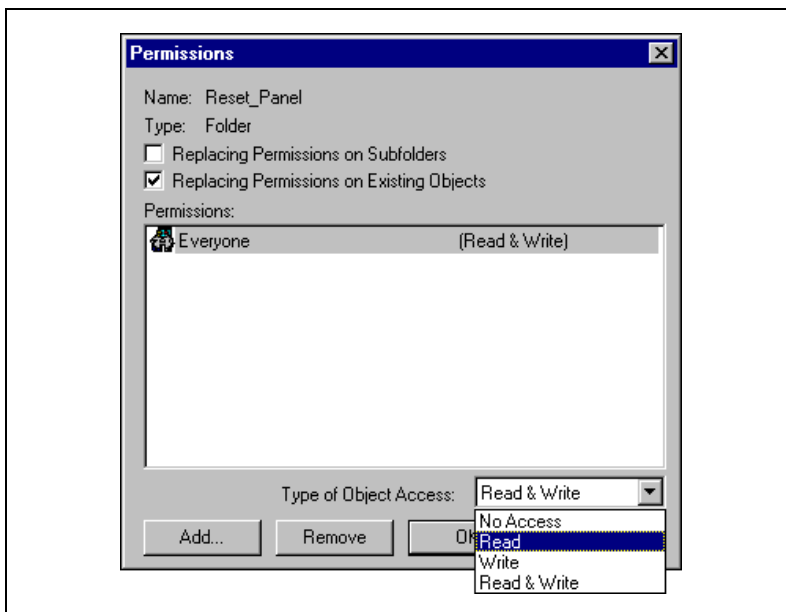 Permissions
Name: Reset_Panel
Type: Folder
Replacing Permissions on Subfolders
Replacing Permissions on Existing Objects
Permissions:
Everyone (Read & Write)
Type of Object Access: Read & Write
No Access
Read
Write
Read & Write
Add... Remove